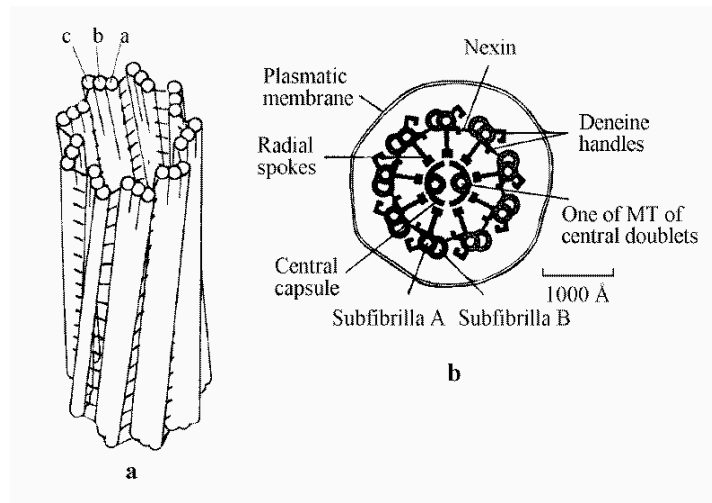 c b a
a
Nexin
Plasmatic
membrane
Deneine
handles
Radial
spokes
One of MT of
central doublets
Central
capsule
1000 Å
Subfibrilla A
Subfibrilla B
b